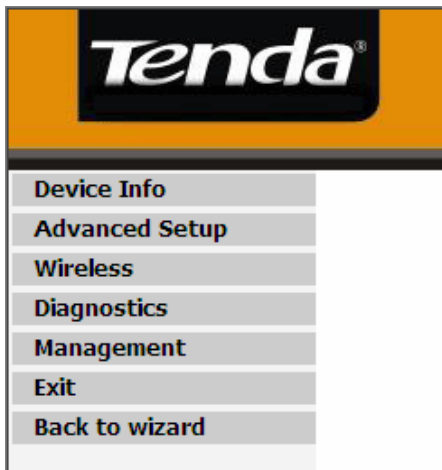 Tenda®
Device Info
Advanced Setup
Wireless
Diagnostics
Management
Exit
Back to wizard